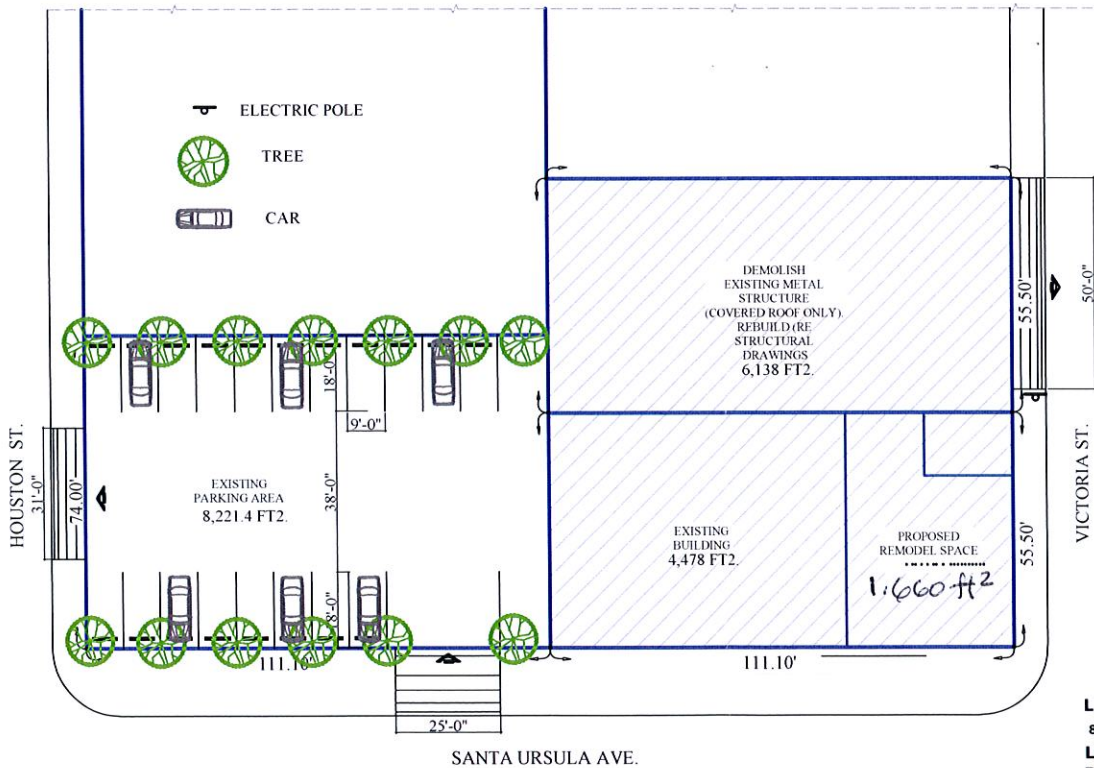 ELECTRIC POLE
TREE
CAR
DEMOLISH
EXISTING METAL
STRUCTURE
(COVERED ROOF ONLY).
REBUILD (RE
STRUCTURAL
DRAWINGS
6,138 FT2.
55.50'
50'-0"
18'-0"
9'-0"
HOUSTON ST.
31'-0"
74.00'
EXISTING
PARKING AREA
8,221.4 FT2.
38'-0"
EXISTING
BUILDING
4,478 FT2.
PROPOSED
REMODEL SPACE
1,660 ft2
55.50'
VICTORIA ST.
8'-0"
111.10'
111.10'
25'-0"
SANTA URSULA AVE.
L
8
L